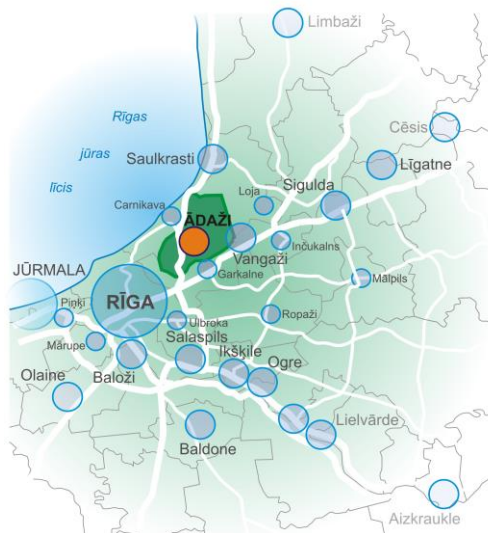 Limbaži
Rīgas
jūras
līcis
Cēsis
Saulkrasti
Līgatne
Sigulda
Loja
Carnikava
ĀDAŽI
Inčukalns
Vangaži
Garkalne
JŪRMALA
Mālpils
Piņķi
RĪGA
Ropaži
Ulbroka
Salaspils
Mārupe
Ikšķile
Baloži
Ogre
Olaine
Lielvārde
Baldone
Aizkraukle